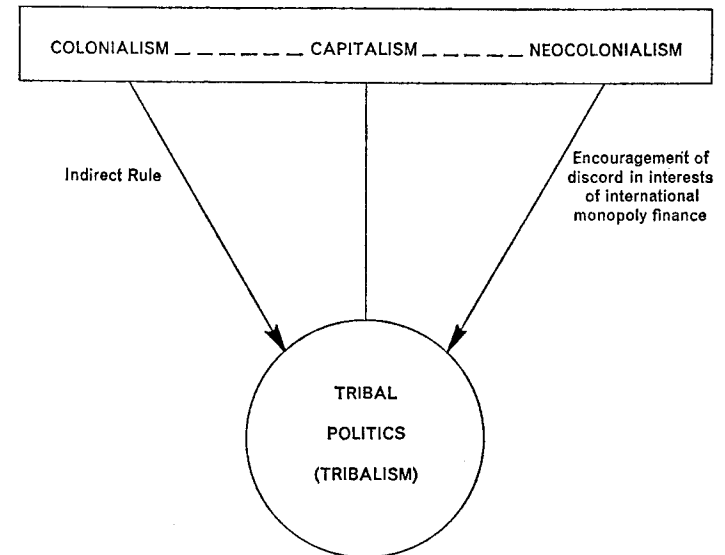 COLONIALISM _ _ _ _ _ _ _ CAPITALISM _ _ _ _ _ NEOCOLONIALISM
Indirect Rule
Encouragement of
discord in interests
of international
monopoly finance
TRIBAL
POLITICS
(TRIBALISM)